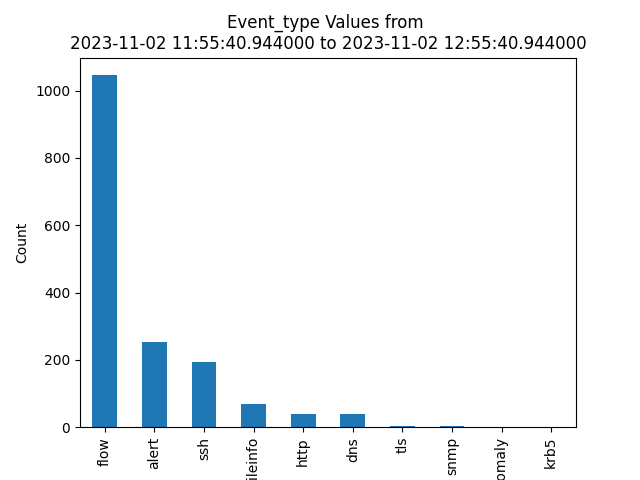 Event_type Values from
2023-11-02 11:55:40.944000 to 2023-11-02 12:55:40.944000
1000
800
600
400
200
0
Count
flow
alert
ssh
ileinfo
http
dns
tls
snmp
omaly
krb5